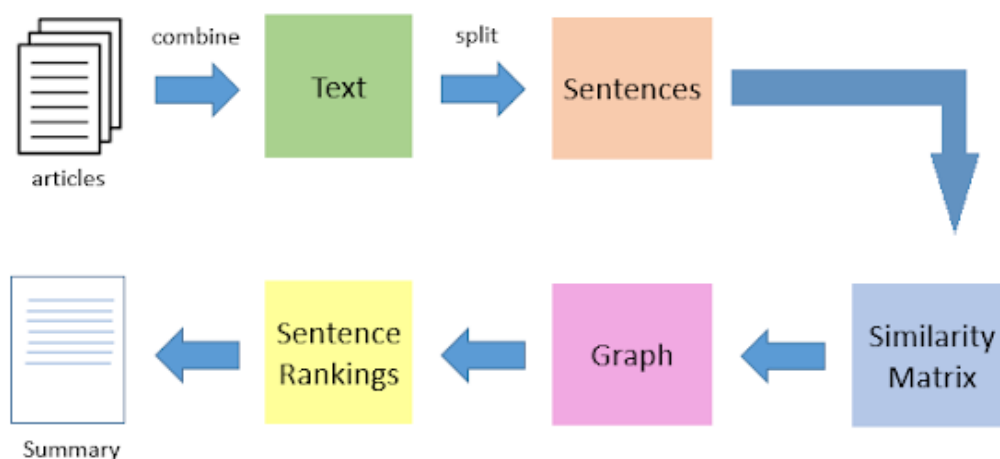 combine
split
Text
Sentences
articles
Similarity
Matrix
Graph
Sentence
Rankings
Summary